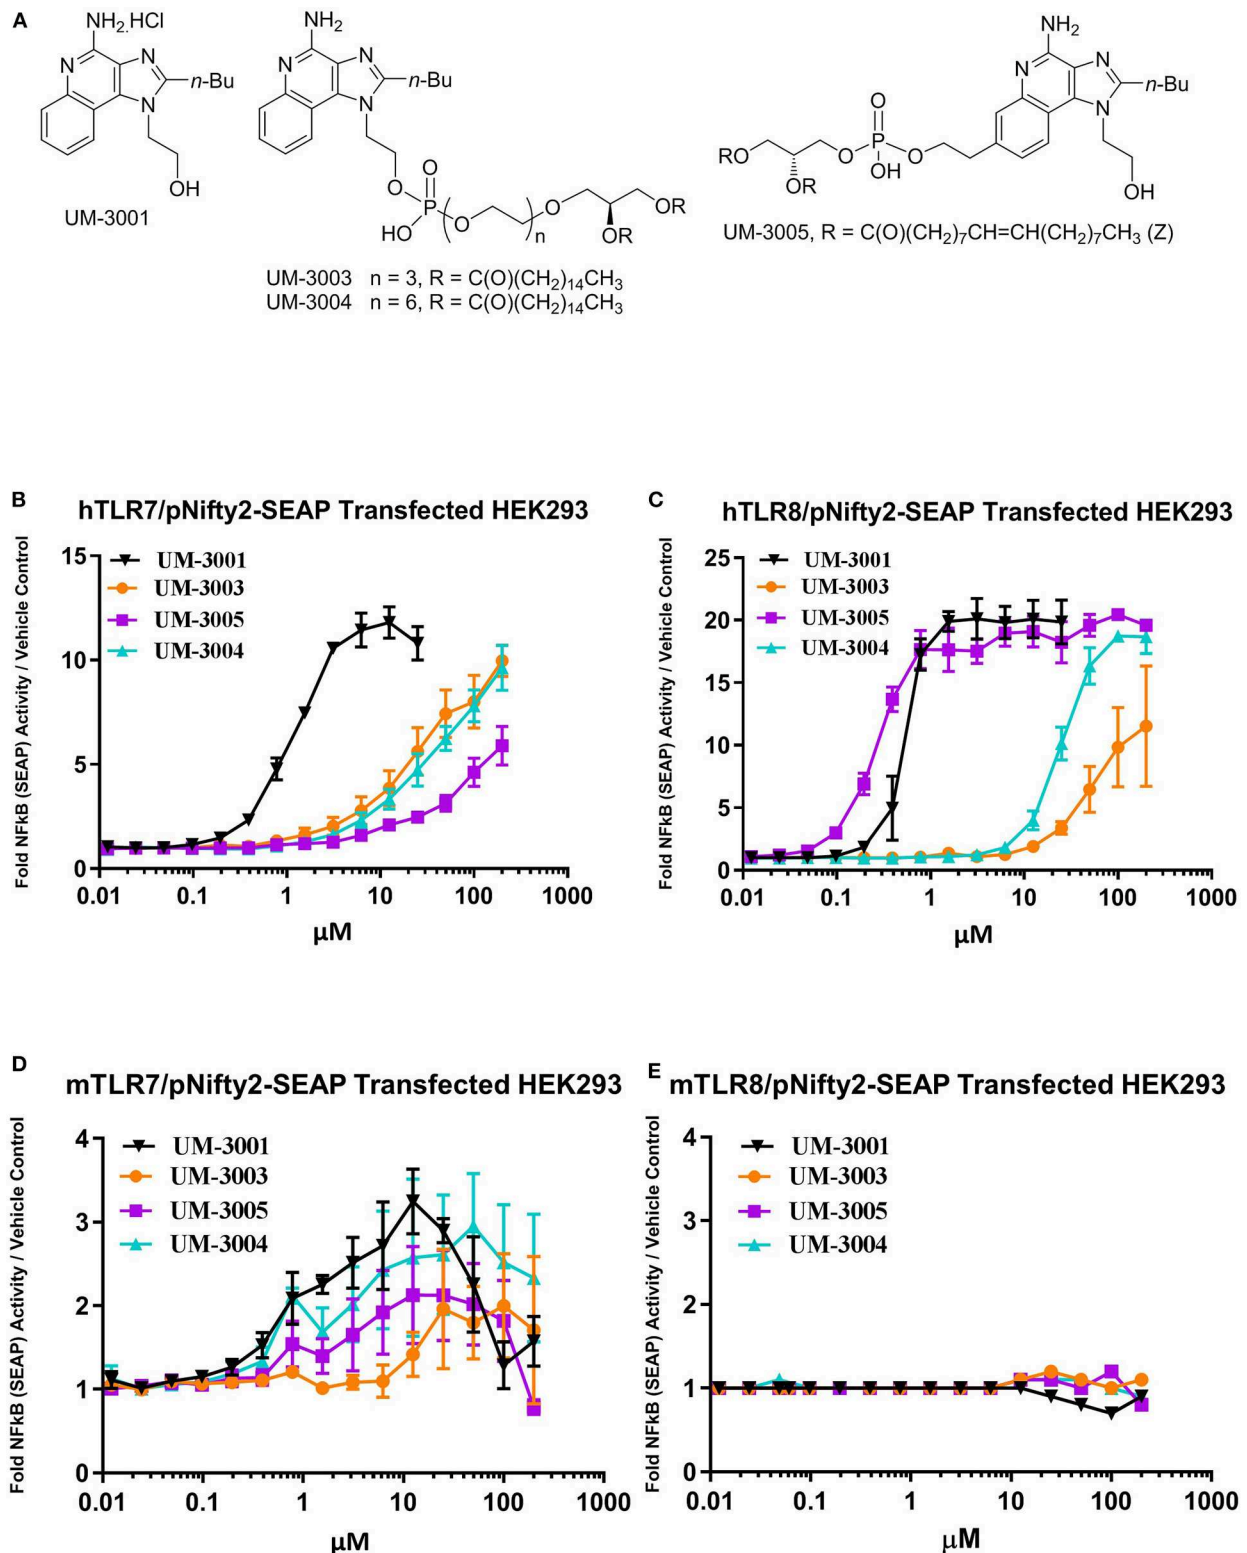 A
NH₂.HCl
N
N
N
n-Bu
OH
UM-3001
NH₂
N
N
N
n-Bu
O
O
P
HO
O
O
n
OR
OR
UM-3003 n = 3, R = C(O)(CH₂)₁₄CH₃
UM-3004 n = 6, R = C(O)(CH₂)₁₄CH₃
NH₂
N
N
N
n-Bu
O
RO
O
P
O
OH
OR
OH
UM-3005, R = C(O)(CH₂)₇CH=CH(CH₂)₇CH₃ (Z)
B
hTLR7/pNifty2-SEAP Transfected HEK293
Fold NFkB (SEAP) Activity / Vehicle Control
15
10
5
0
UM-3001
UM-3003
UM-3005
UM-3004
0.01 0.1 1 10 100 1000
µM
C
hTLR8/pNifty2-SEAP Transfected HEK293
Fold NFkB (SEAP) Activity / Vehicle Control
25
20
15
10
5
0
UM-3001
UM-3003
UM-3005
UM-3004
0.01 0.1 1 10 100 1000
µM
D
mTLR7/pNifty2-SEAP Transfected HEK293
Fold NFkB (SEAP) Activity / Vehicle Control
4
3
2
1
0
UM-3001
UM-3003
UM-3005
UM-3004
0.01 0.1 1 10 100 1000
µM
E
mTLR8/pNifty2-SEAP Transfected HEK293
Fold NFkB (SEAP) Activity / Vehicle Control
4
3
2
1
0
UM-3001
UM-3003
UM-3005
UM-3004
0.01 0.1 1 10 100 1000
µM